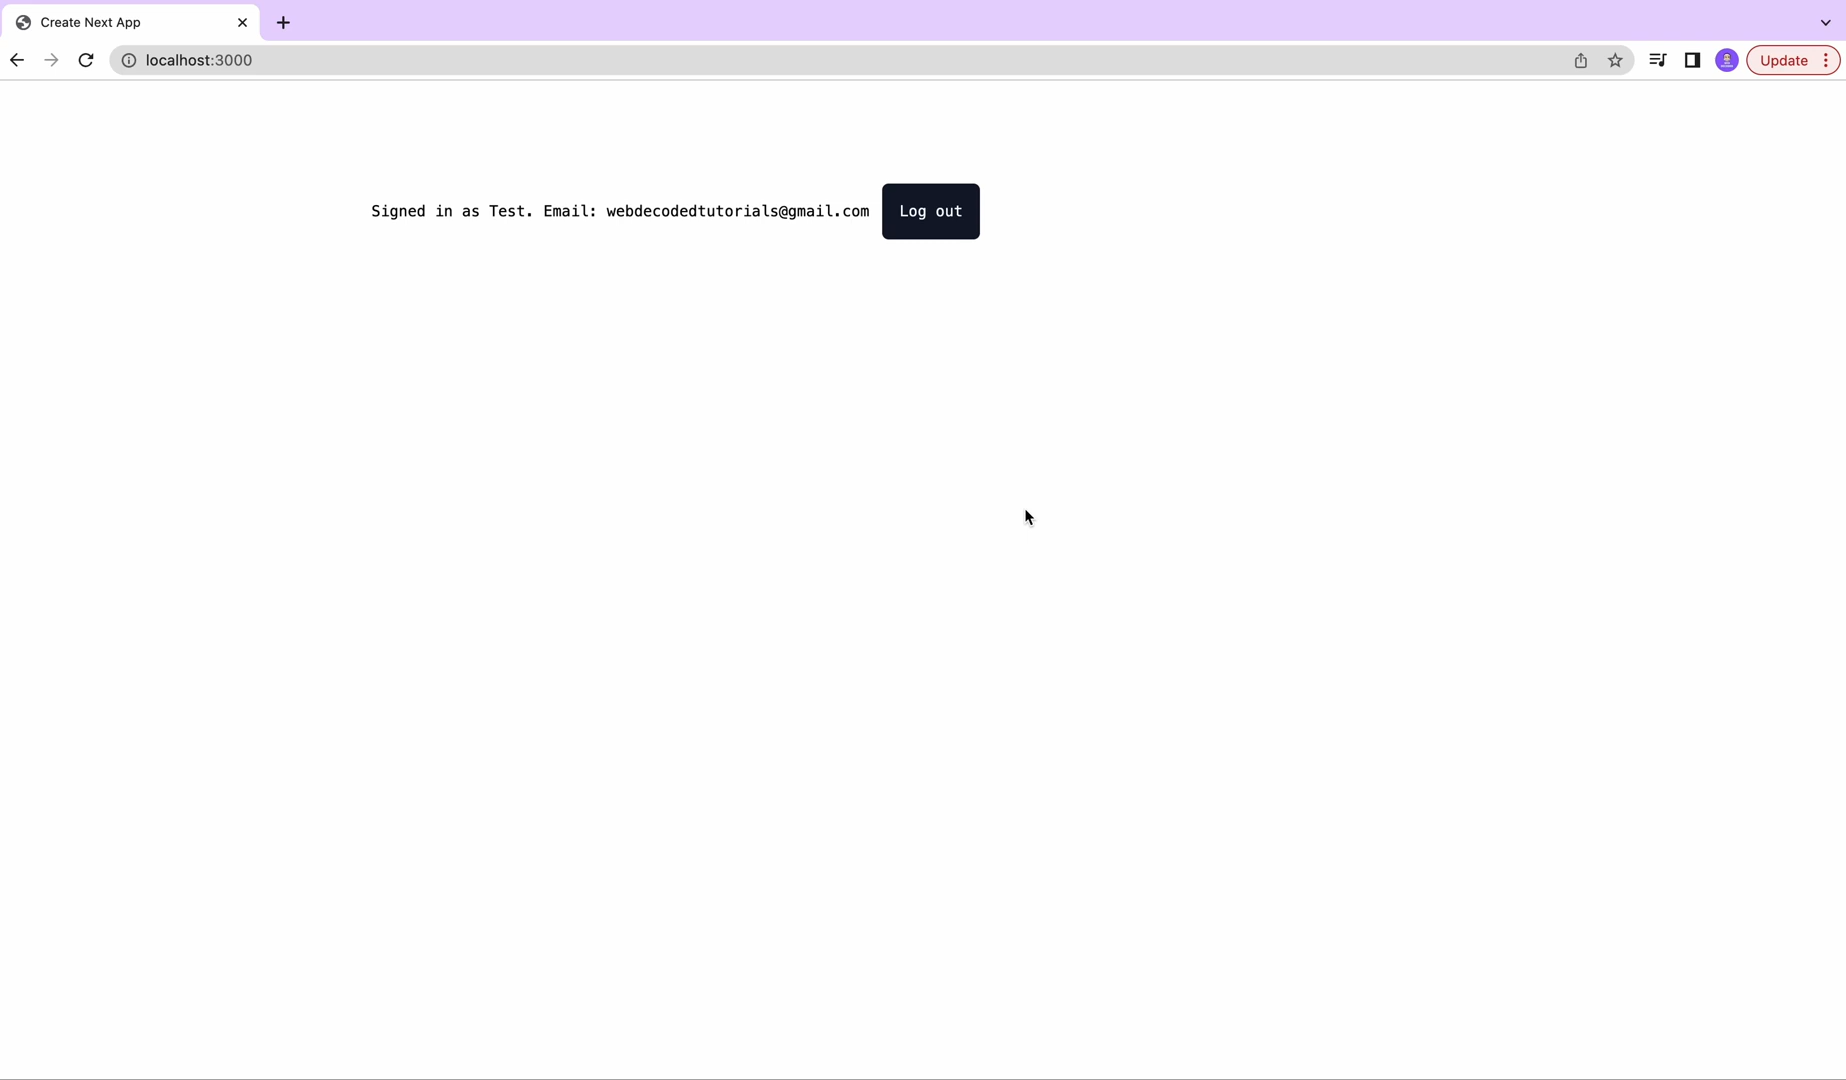 Create Next App
localhost:3000
Update
Signed in as Test. Email: webdecodedtutorials@gmail.com
Log out